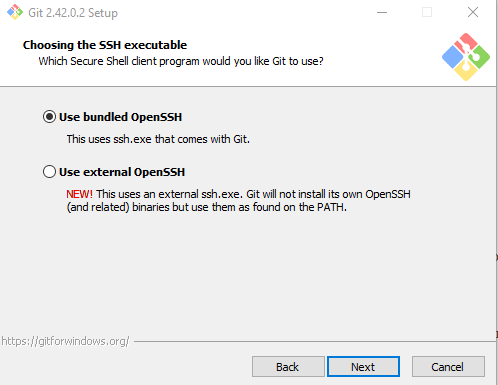 Git 2.42.0.2 Setup
Choosing the SSH executable
Which Secure Shell client program would you like Git to use?
Use bundled OpenSSH
This uses ssh.exe that comes with Git.
Use external OpenSSH
NEW! This uses an external ssh.exe. Git will not install its own OpenSSH
(and related) binaries but use them as found on the PATH.
https://gitforwindows.org/
Back Next Cancel